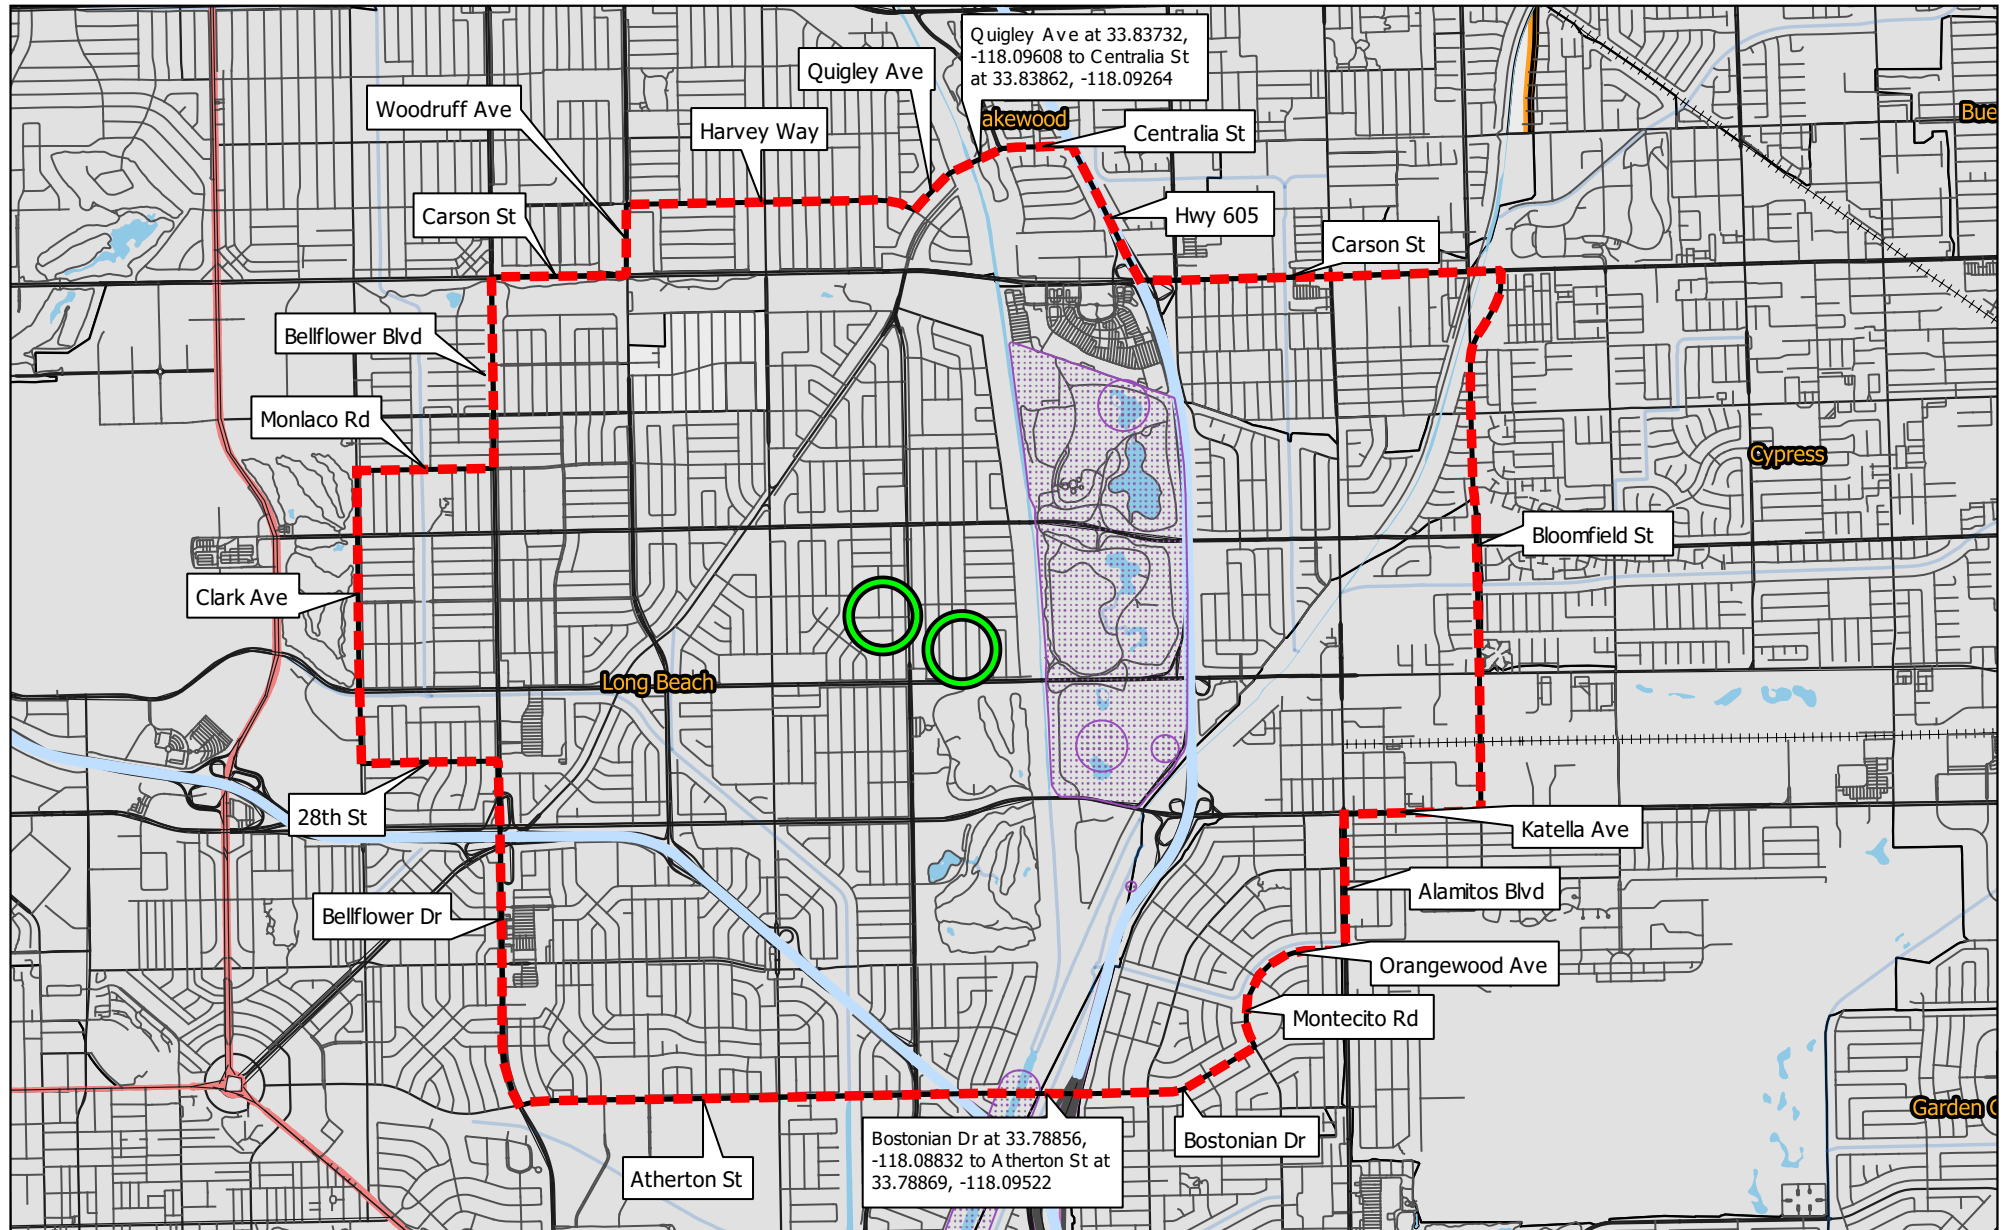 Quigley Ave at 33.83732,
-118.09608 to Centralia St
at 33.83862, -118.09264
Quigley Ave
Woodruff Ave
Harvey Way
akewood
Centralia St
Bue
Carson St
Hwy 605
Carson St
Bellflower Blvd
Monlaco Rd
Cypress
Bloomfield St
Clark Ave
Long Beach
28th St
Katella Ave
Alamitos Blvd
Bellflower Dr
Orangewood Ave
Montecito Rd
Garden
Bostonian Dr at 33.78856,
-118.08832 to Atherton St at
33.78869, -118.09522
Bostonian Dr
Atherton St